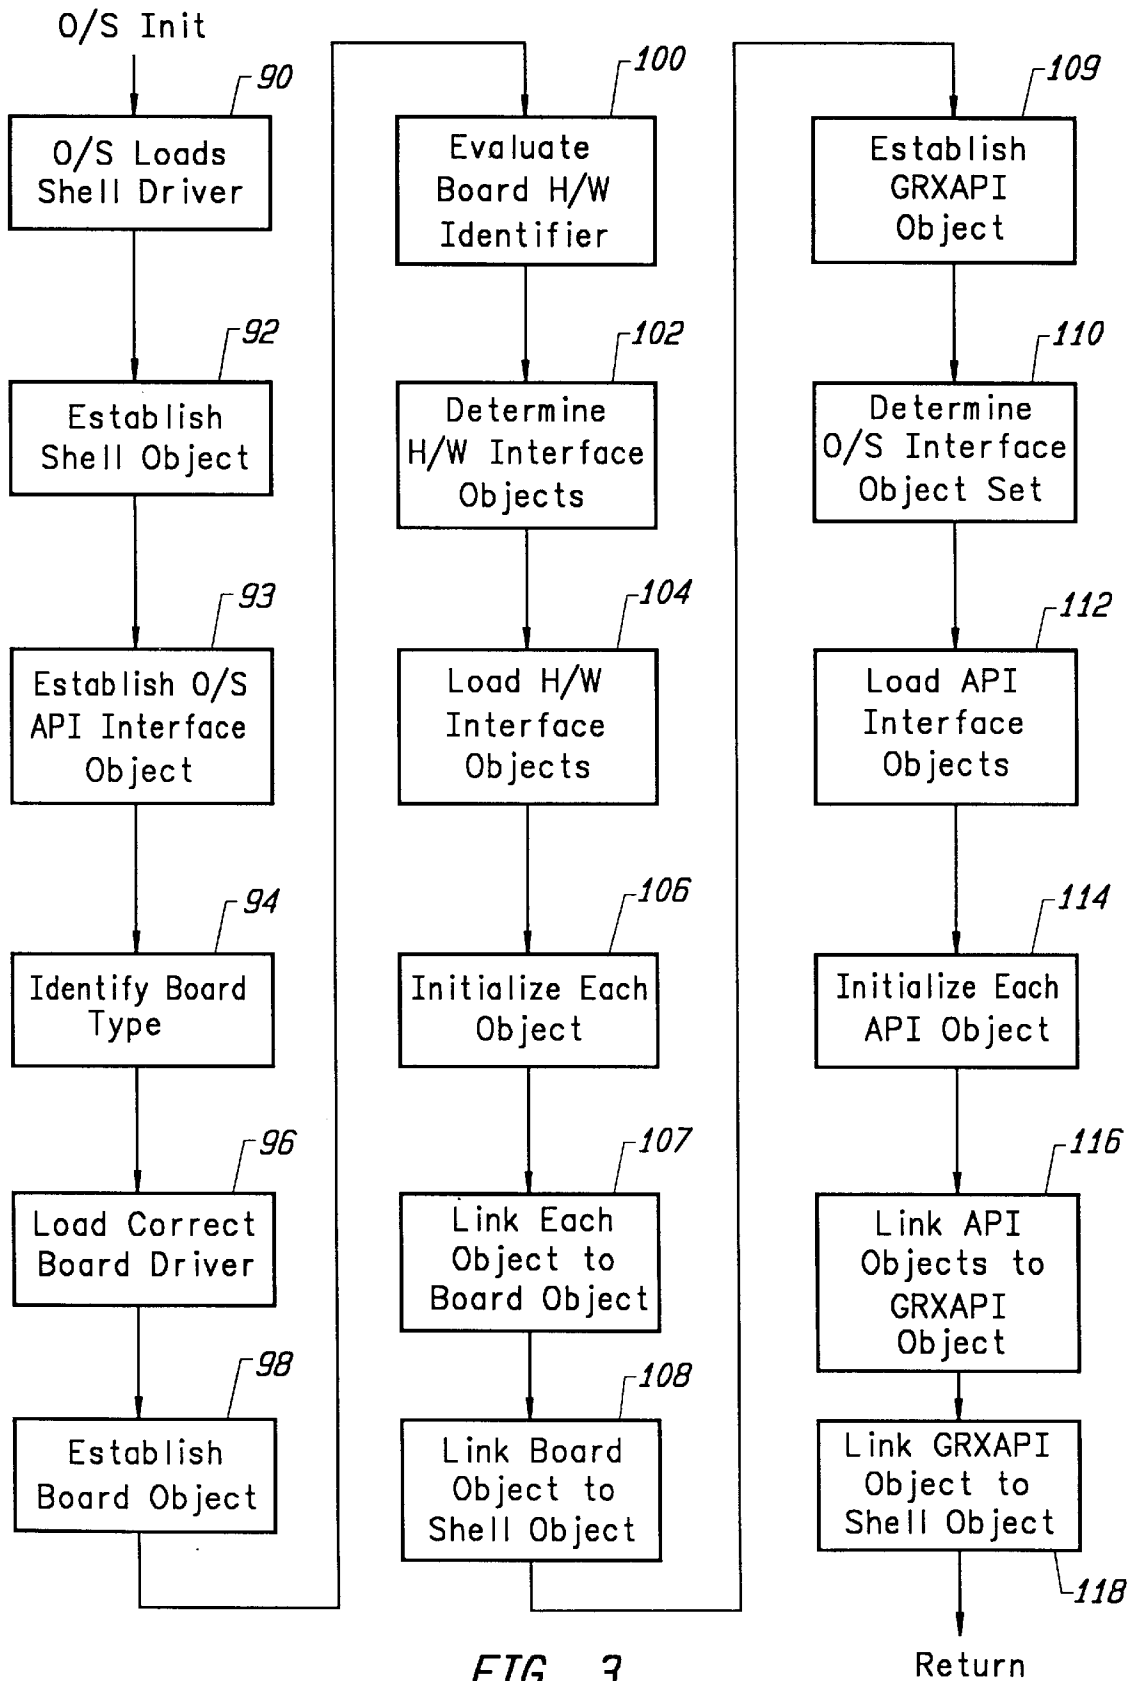 O/S Init
90
O/S Loads
Shell Driver
92
Establish
Shell Object
93
Establish O/S
API Interface
Object
94
Identify Board
Type
96
Load Correct
Board Driver
98
Establish
Board Object
100
Evaluate
Board H/W
Identifier
102
Determine
H/W Interface
Objects
104
Load H/W
Interface
Objects
106
Initialize Each
Object
107
Link Each
Object to
Board Object
108
Link Board
Object to
Shell Object
109
Establish
GRXAPI
Object
110
Determine
O/S Interface
Object Set
112
Load API
Interface
Objects
114
Initialize Each
API Object
116
Link API
Objects to
GRXAPI
Object
Link GRXAPI
Object to
Shell Object
118
Return
FIG. 3